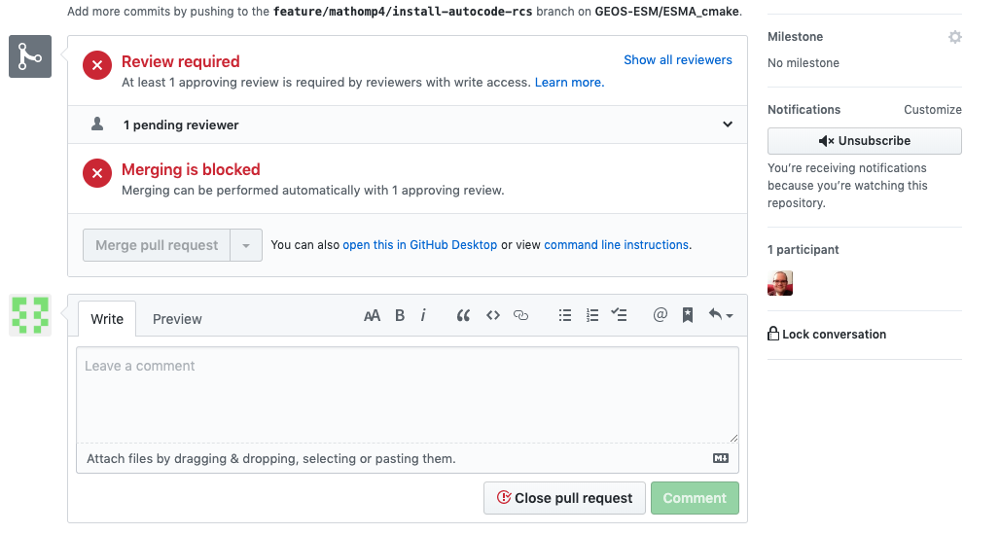 Add more commits by pushing to the feature/mathomp4/install-autocode-rcs branch on GEOS-ESM/ESMA_cmake.
Review required
Show all reviewers
At least 1 approving review is required by reviewers with write access. Learn more.
1 pending reviewer
Merging is blocked
Merging can be performed automatically with 1 approving review.
Merge pull request
You can also open this in GitHub Desktop or view command line instructions.
Write
Preview
AA B i
Leave a comment
Attach files by dragging & dropping, selecting or pasting them.
Close pull request
Comment
Milestone
No milestone
Notifications
Customize
Unsubscribe
You're receiving notifications
because you're watching this
repository.
1 participant
Lock conversation